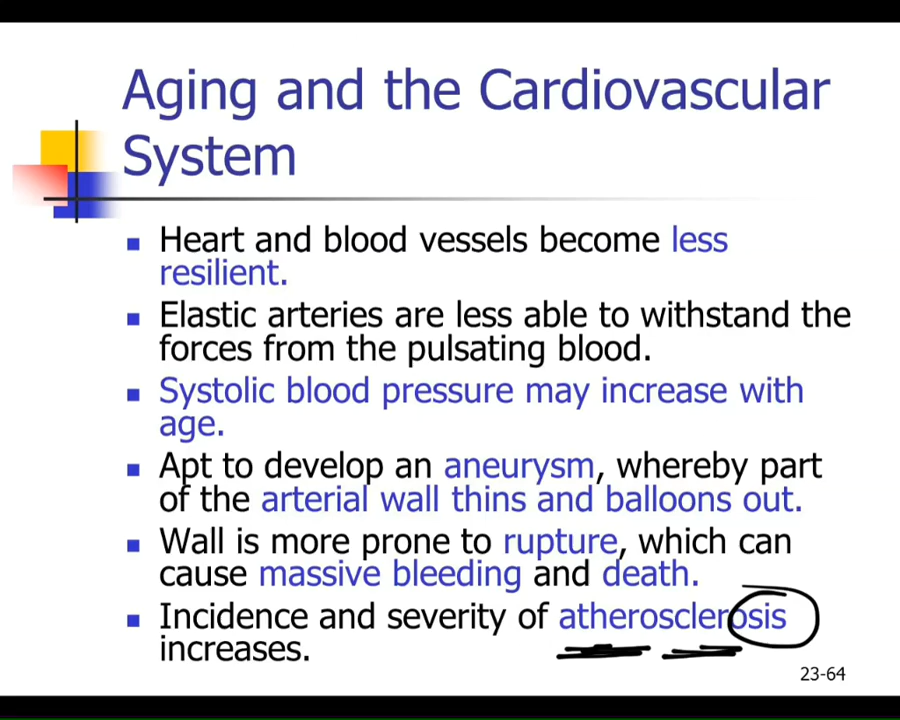 Aging and the Cardiovascular
System
Heart and blood vessels become less
resilient.
Elastic arteries are less able to withstand the
forces from the pulsating blood.
Systolic blood pressure may increase with
age.
Apt to develop an aneurysm, whereby part
of the arterial wall thins and balloons out.
Wall is more prone to rupture, which can
cause massive bleeding and death.
Incidence and severity of atherosclerosis
increases.
23-64